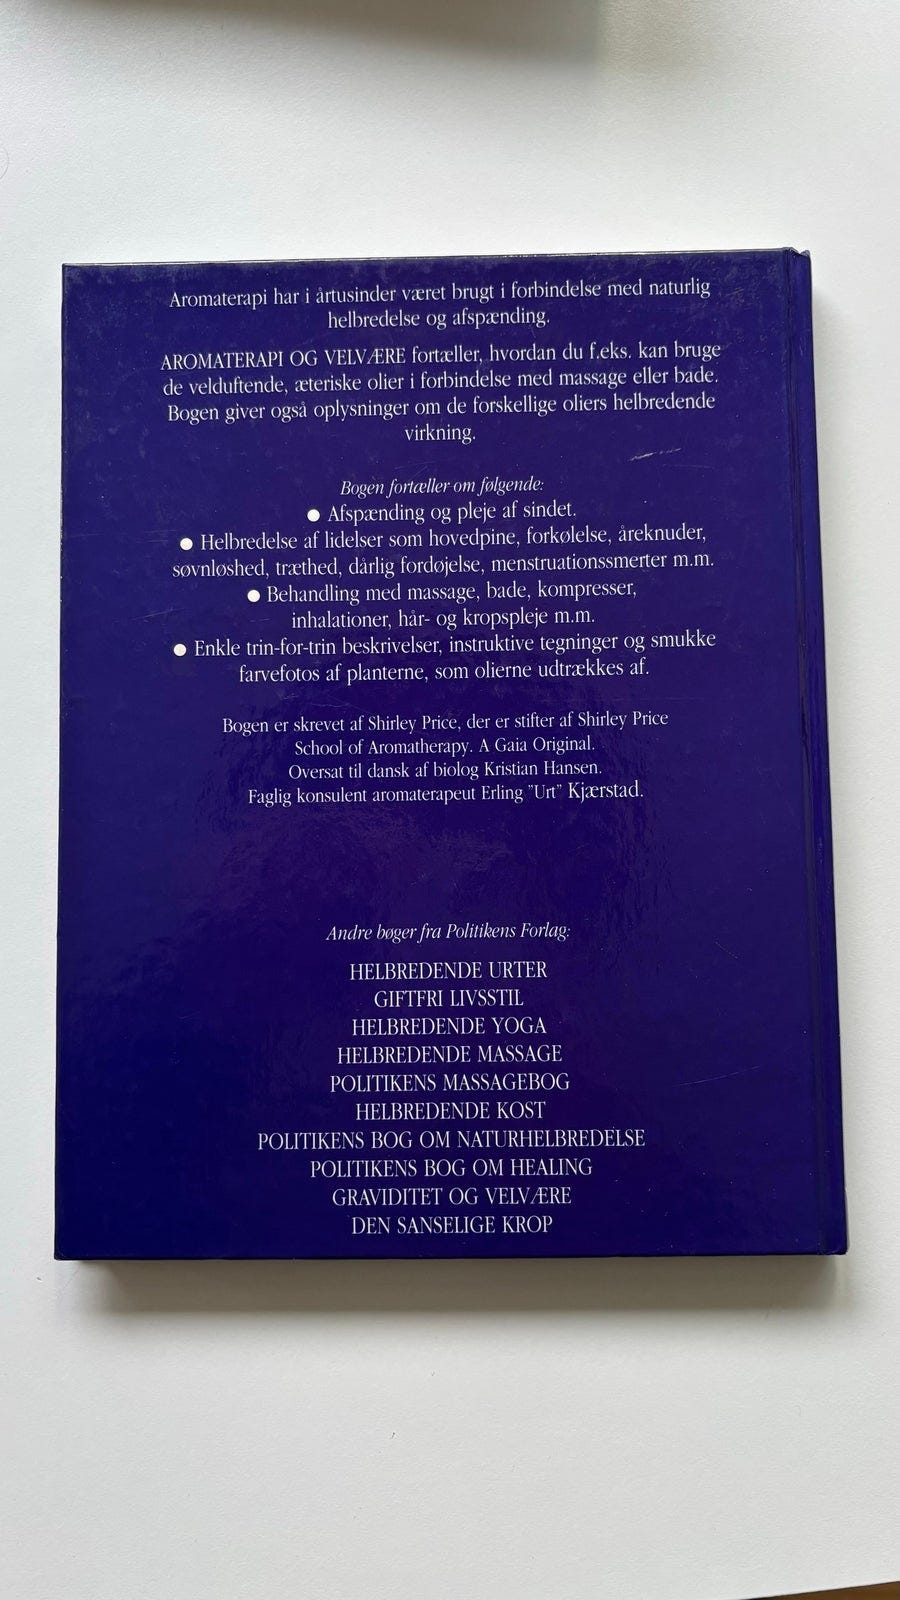 Aromaterapi har i årtusinder været brugt i forbindelse med naturlig
helbredelse og afspænding.
AROMATERAPI OG VELVÆRE fortæller, hvordan du f.eks. kan bruge
de velduftende, æteriske olier i forbindelse med massage eller bade.
Bogen giver også oplysninger om de forskellige oliers helbredende
virkning.
Bogen fortæller om følgende:
● Afspænding og pleje af sindet.
● Helbredelse af lidelser som hovedpine, forkølelse, åreknuder,
søvnløshed, træthed, dårlig fordøjelse, menstruationssmerter m.m.
● Behandling med massage, bade, kompresser,
inhalationer, hår- og kropspleje m.m.
● Enkle trin-for-trin beskrivelser, instruktive tegninger og smukke
farvefotos af planterne, som olierne udtrækkes af.
Bogen er skrevet af Shirley Price, der er stifter af Shirley Price
School of Aromatherapy. A Gaia Original.
Oversat til dansk af biolog Kristian Hansen.
Faglig konsulent aromaterapeut Erling "Urt" Kjærstad.
Andre bøger fra Politikens Forlag:
HELBREDENDE URTER
GIFTFRI LIVSSTIL
HELBREDENDE YOGA
HELBREDENDE MASSAGE
POLITIKENS MASSAGEBOG
HELBREDENDE KOST
POLITIKENS BOG OM NATURHELBREDELSE
POLITIKENS BOG OM HEALING
GRAVIDITET OG VELVÆRE
DEN SANSELIGE KROP